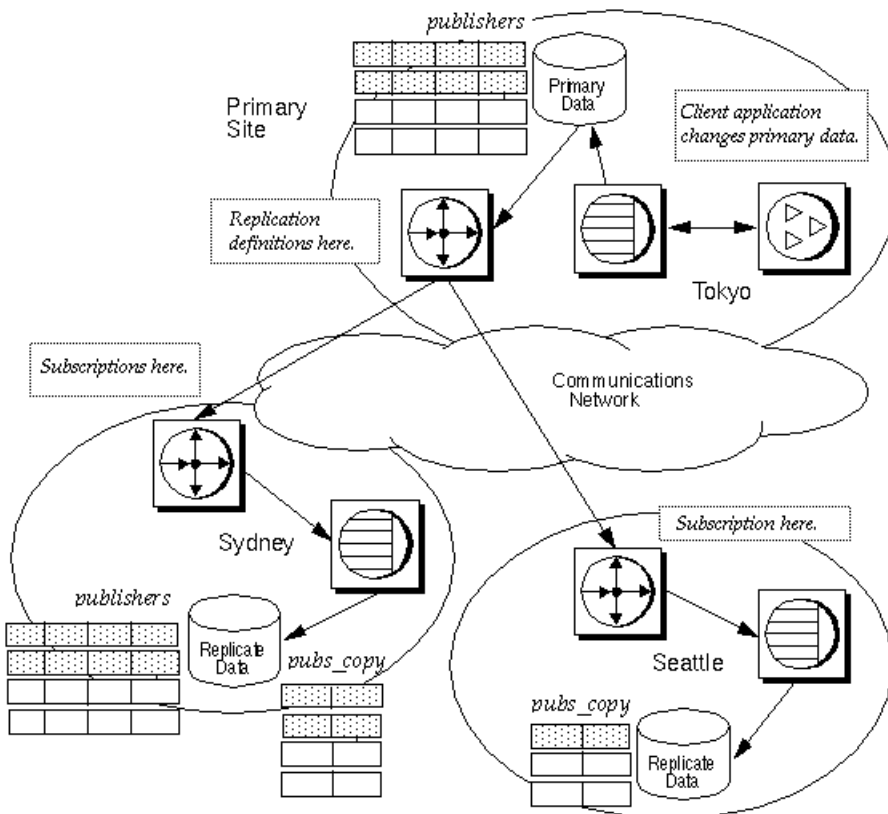 publishers
Primary
Data
Primary
Site
Client application
changes primary data.
Replication
definitions here.
Tokyo
Subscriptions here.
Communications
Network
Sydney
Subscription here.
publishers
Replicate
Data
pubs_copy
Seattle
pubs_copy
Replicate
Data